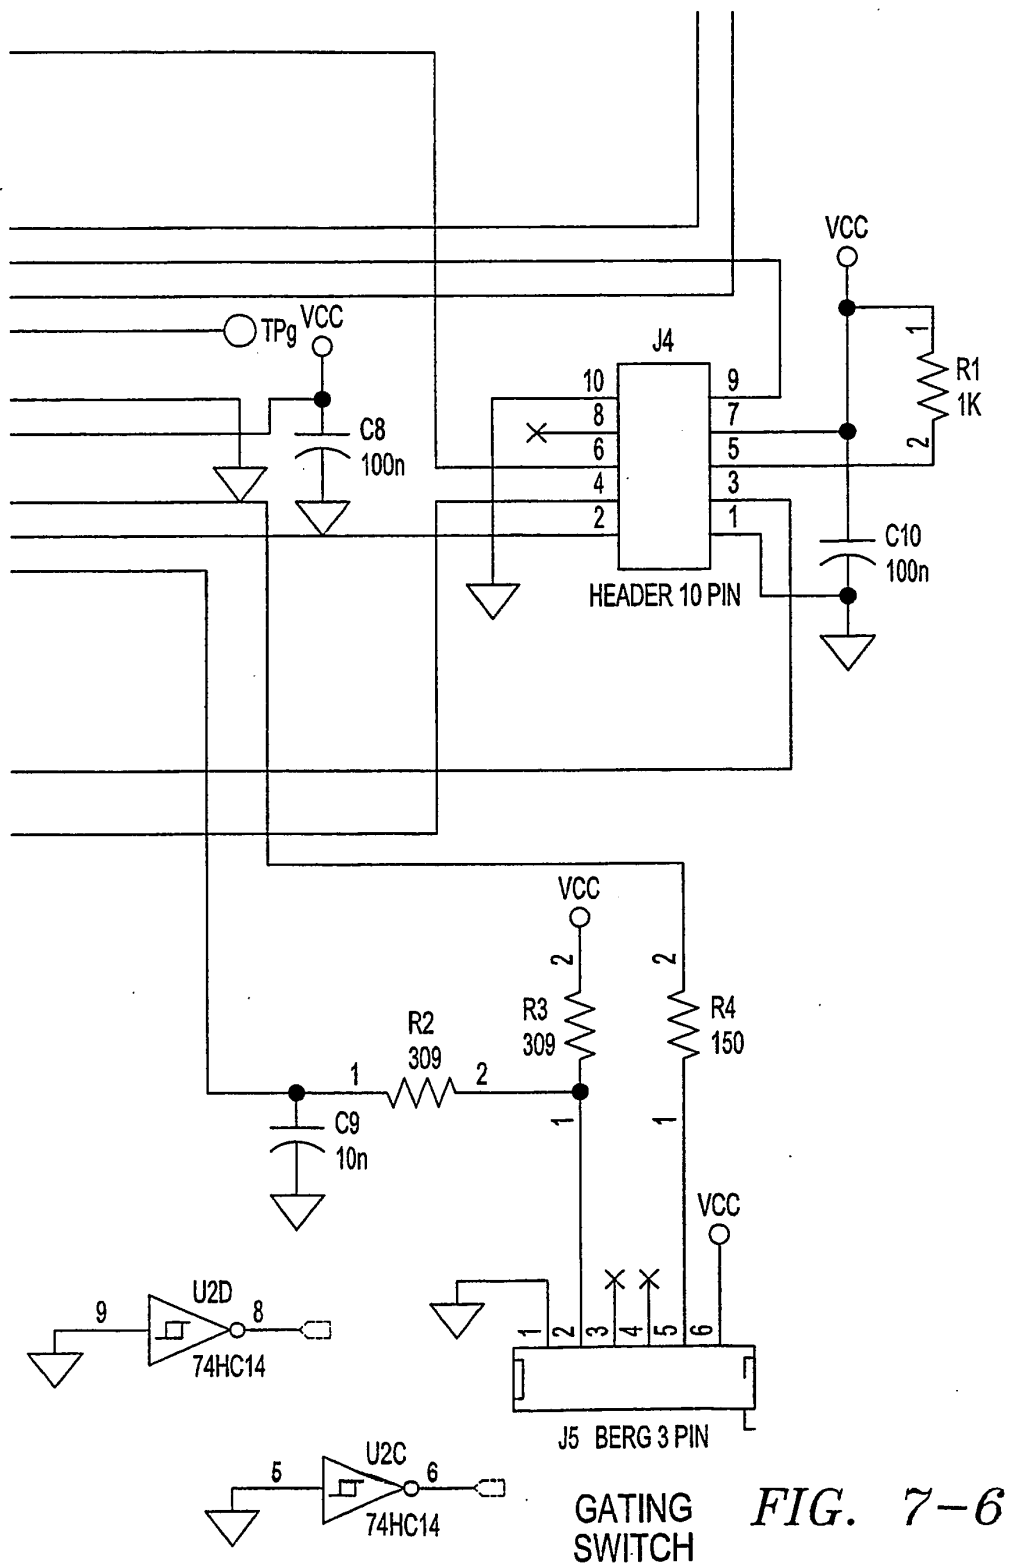 VCC
TPg VCC
J4
10 9
8 7
6 5
4 3
2 1
HEADER 10 PIN
1
R1
1K
2
C8
100n
C10
100n
VCC
2
R3
309
2
R4
150
R2
309
1 2
1
1
C9
10n
VCC
U2D
9 8
74HC14
1 2 3 4 5 6
J5 BERG 3 PIN
U2C
5 6
74HC14
GATING
SWITCH
FIG. 7-6